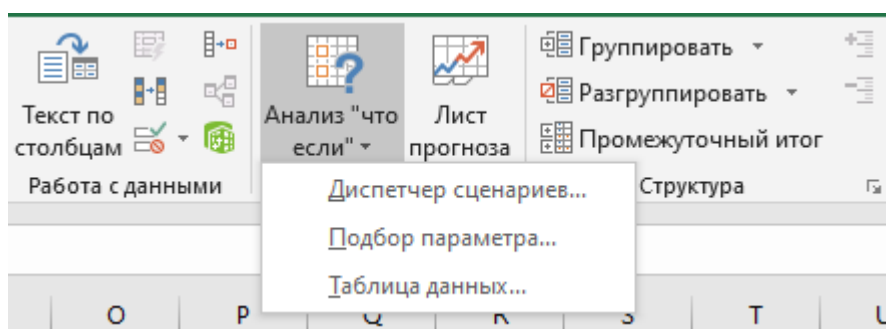 Текст по
столбцам
Анализ "что
если"
Лист
прогноза
Группировать
Разгруппировать
Промежуточный итог
Работа с данными
Структура
Диспетчер сценариев...
Подбор параметра...
Таблица данных...
O P Q R S T